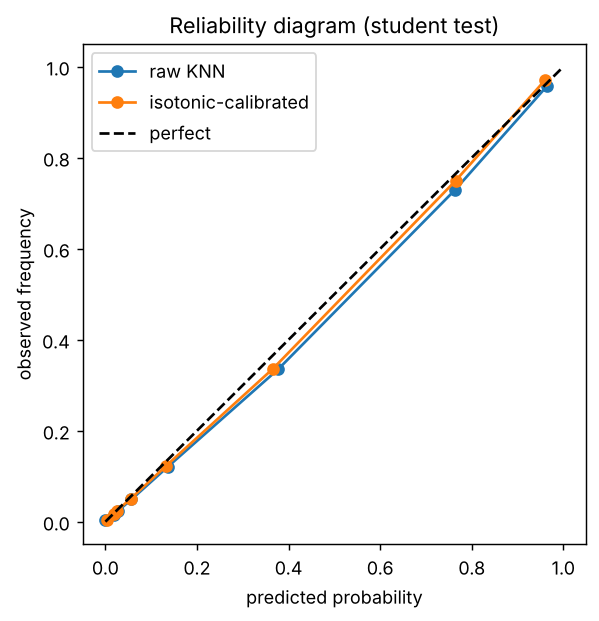 Reliability diagram (student test)
raw KNN
isotonic-calibrated
perfect
1.0
0.8
0.6
0.4
0.2
0.0
observed frequency
0.0 0.2 0.4 0.6 0.8 1.0
predicted probability